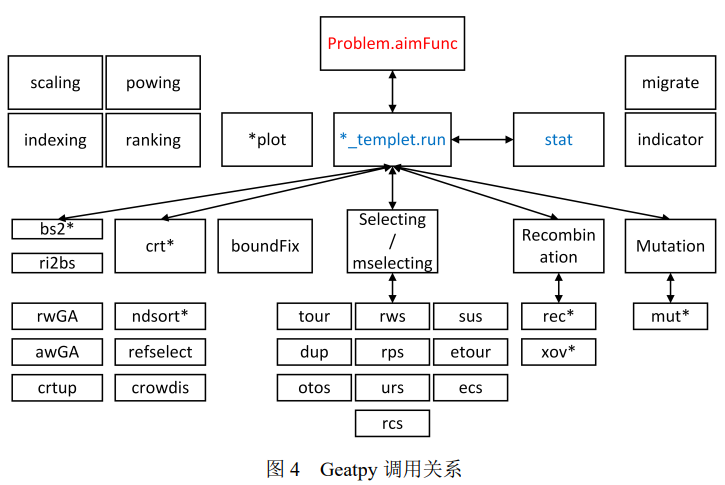 Problem.aimFunc
scaling powing migrate
indexing ranking *plot *_templet.run stat indicator
bs2*
ri2bs
crt*
boundFix
Selecting
/
mselecting
Recombin
ation
Mutation
rwGA ndsort* tour rws sus rec* mut*
awGA refselect dup rps etour xov*
crtup crowdis otos urs ecs
rcs
图 4 Geatpy 调用关系